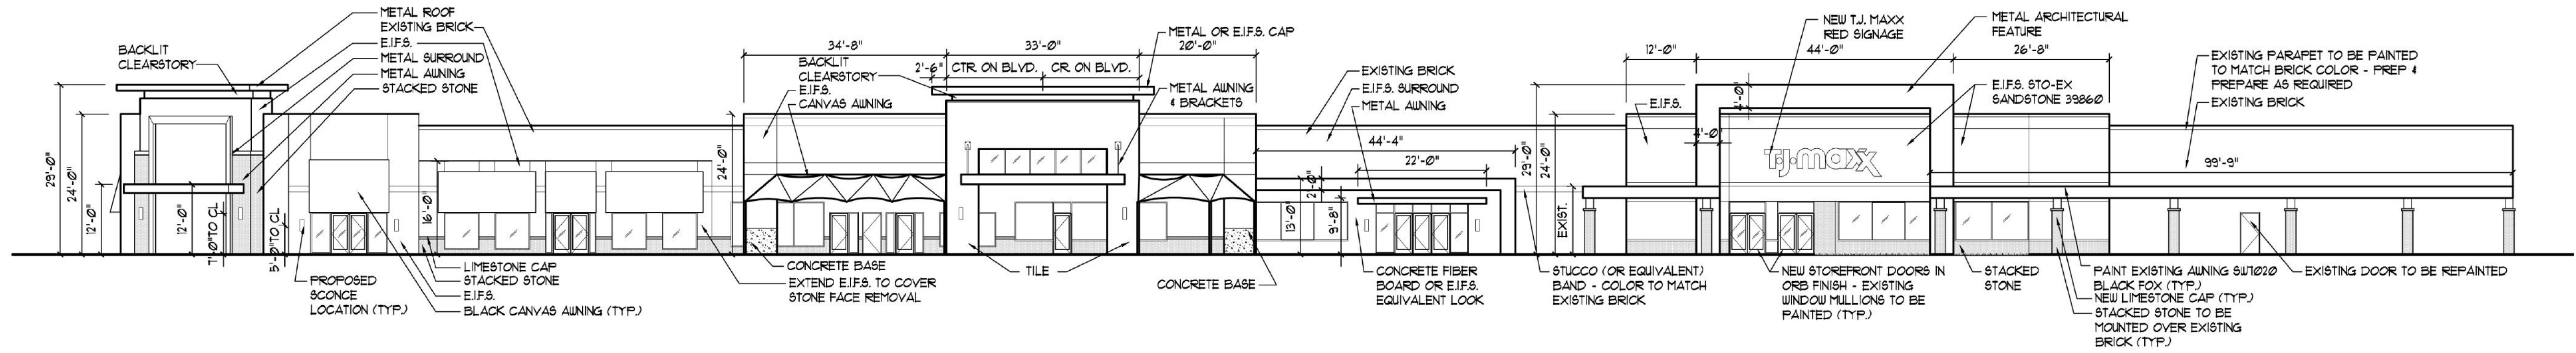 METAL ROOF
EXISTING BRICK
E.I.F.S.
METAL SURROUND
METAL AWNING
STACKED STONE
BACKLIT
CLEARSTORY
29'-0"
24'-0"
12'-0"
12'-0"
7'-0"TO CL
5'-0"TO CL
16'-0"
PROPOSED
SCONCE
LOCATION (TYP.)
LIMESTONE CAP
STACKED STONE
E.I.F.S.
BLACK CANVAS AWNING (TYP.)
34'-8"
33'-0"
20'-0"
METAL OR E.I.F.S. CAP
2'-6"
CTR. ON BLVD.
CR. ON BLVD.
BACKLIT
CLEARSTORY
E.I.F.S.
CANVAS AWNING
METAL AWNING
& BRACKETS
24'-0"
CONCRETE BASE
EXTEND E.I.F.S. TO COVER
STONE FACE REMOVAL
TILE
CONCRETE BASE
EXISTING BRICK
E.I.F.S. SURROUND
METAL AWNING
44'-4"
22'-0"
2'-0"
13'-0"
9'-8"
CONCRETE FIBER
BOARD OR E.I.F.S.
EQUIVALENT LOOK
29'-0"
24'-0"
EXIST.
STUCCO (OR EQUIVALENT)
BAND - COLOR TO MATCH
EXISTING BRICK
NEW T.J. MAXX
RED SIGNAGE
METAL ARCHITECTURAL
FEATURE
12'-0"
44'-0"
26'-8"
E.I.F.S.
4'-0"
4'-0"
T.J.maxx
E.I.F.S. STO-EX
SANDSTONE 39860
EXISTING PARAPET TO BE PAINTED
TO MATCH BRICK COLOR - PREP &
PREPARE AS REQUIRED
EXISTING BRICK
99'-9"
NEW STOREFRONT DOORS IN
ORB FINISH - EXISTING
WINDOW MULLIONS TO BE
PAINTED (TYP.)
STACKED
STONE
PAINT EXISTING AWNING SW7020
BLACK FOX (TYP.)
NEW LIMESTONE CAP (TYP.)
STACKED STONE TO BE
MOUNTED OVER EXISTING
BRICK (TYP.)
EXISTING DOOR TO BE REPAINTED